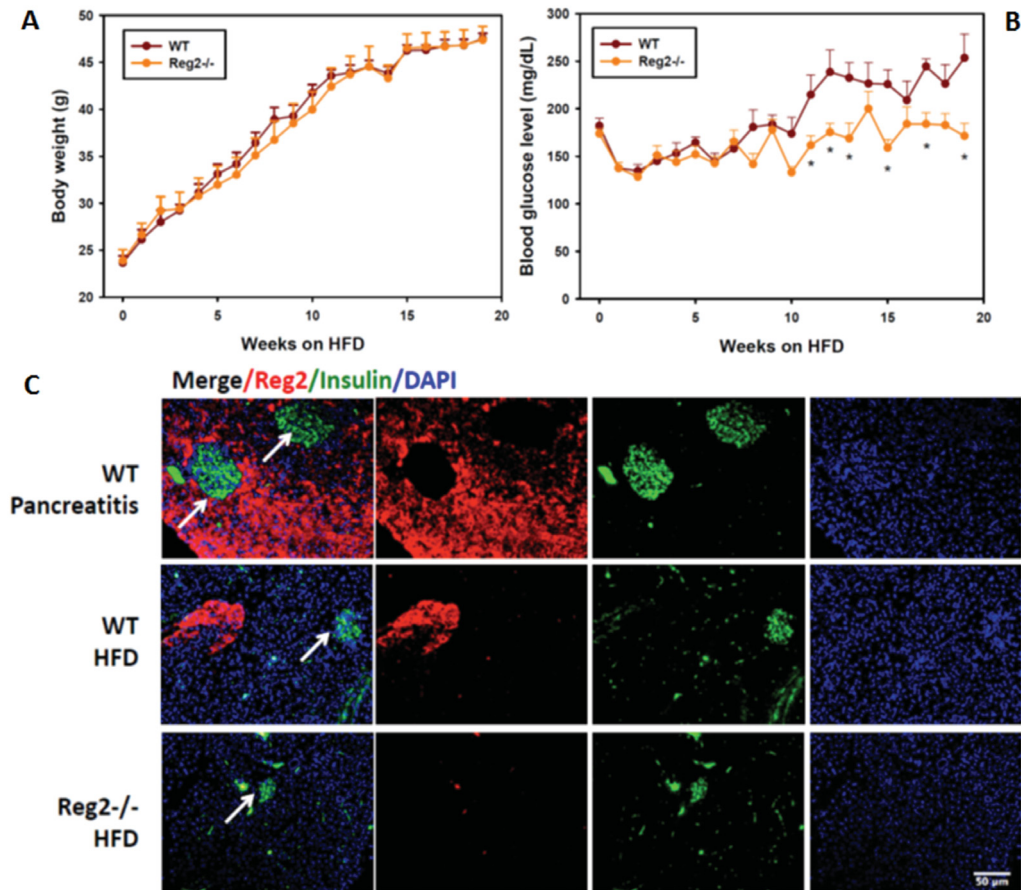 A
50
45
40
35
30
25
20
Body weight (g)
WT
Reg2-/-
0
5
10
15
20
Weeks on HFD
B
300
250
200
150
100
50
0
Blood glucose level (mg/dL)
WT
Reg2-/-
*
*
*
*
*
*
0
5
10
15
20
Weeks on HFD
C
Merge/Reg2/Insulin/DAPI
WT
Pancreatitis
WT
HFD
Reg2-/-
HFD
50 µm